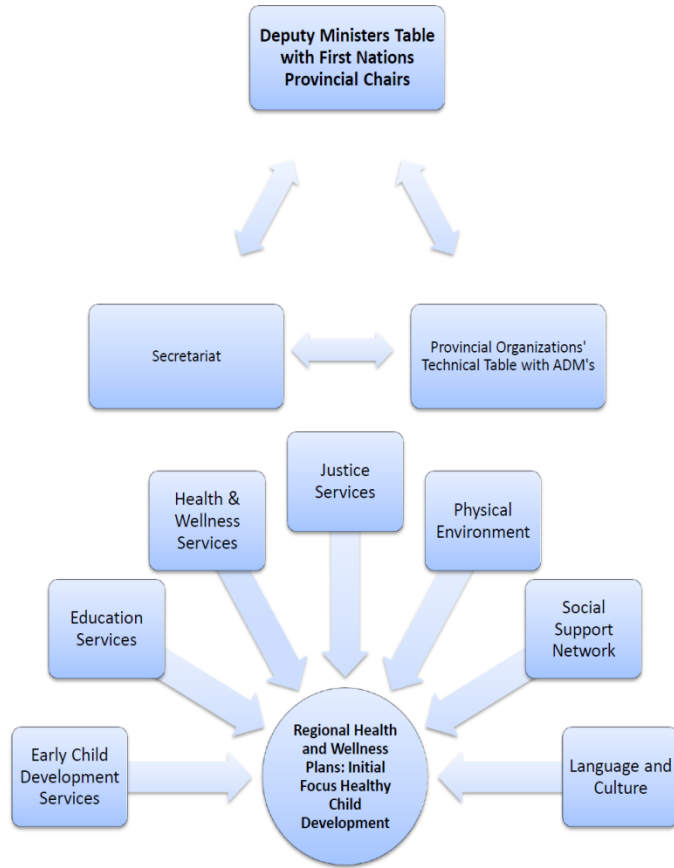 Deputy Ministers Table
with First Nations
Provincial Chairs
Secretariat
Provincial Organizations'
Technical Table with ADM's
Justice
Services
Health &
Wellness
Services
Physical
Environment
Education
Services
Social
Support
Network
Early Child
Development
Services
Regional Health
and Wellness
Plans: Initial
Focus Healthy
Child
Development
Language and
Culture